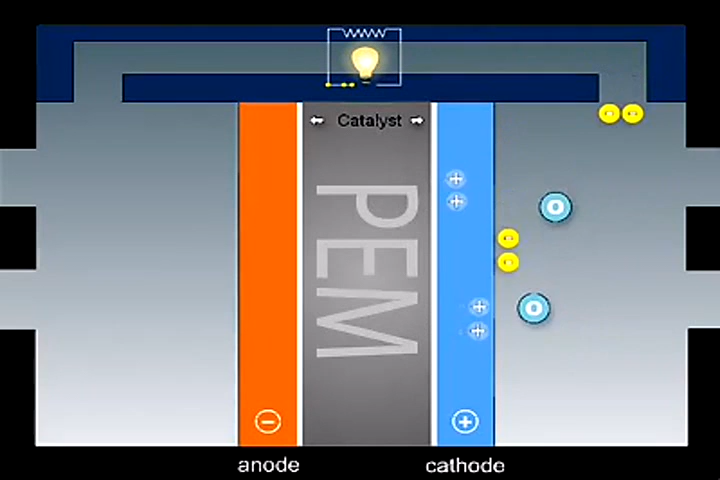 Catalyst
PEM
O
O
anode
cathode